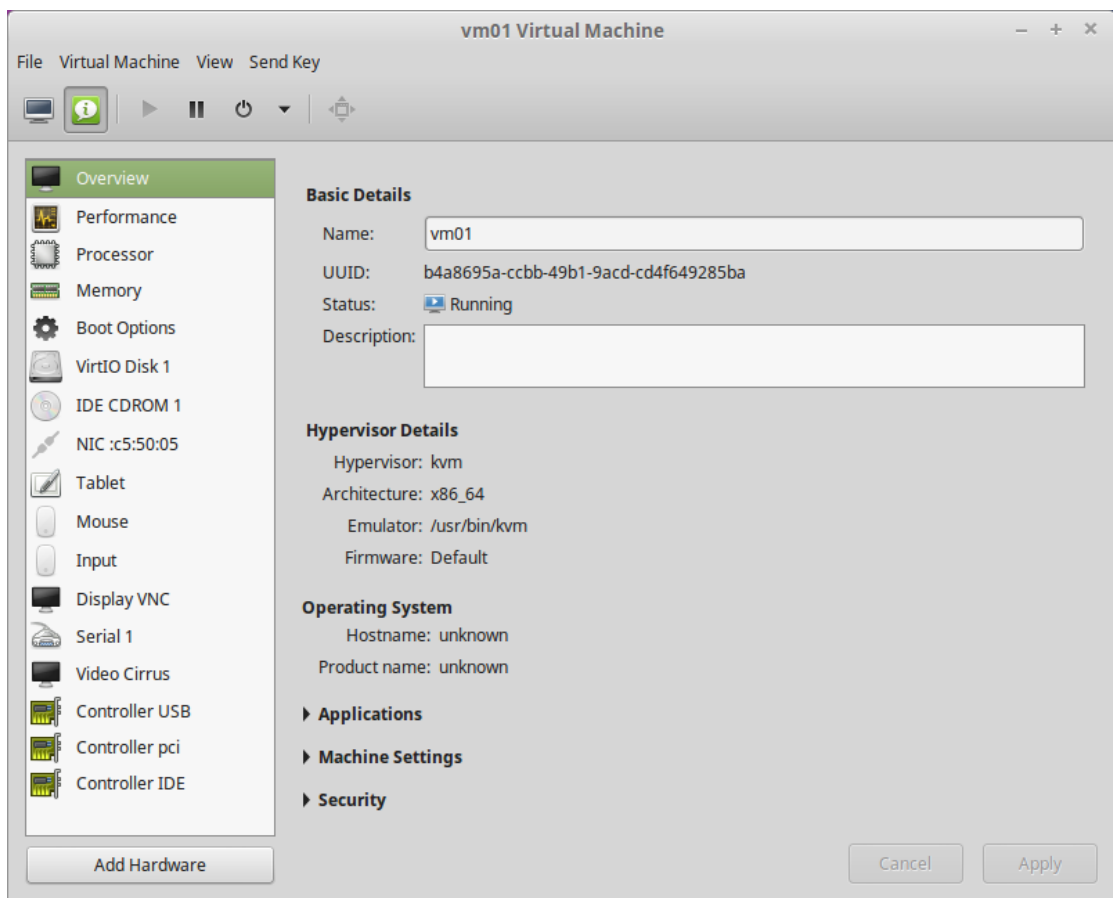 vm01 Virtual Machine
File Virtual Machine View Send Key
Overview
Performance
Processor
Memory
Boot Options
VirtIO Disk 1
IDE CDROM 1
NIC :c5:50:05
Tablet
Mouse
Input
Display VNC
Serial 1
Video Cirrus
Controller USB
Controller pci
Controller IDE
Add Hardware
Basic Details
Name: vm01
UUID: b4a8695a-ccbb-49b1-9acd-cd4f649285ba
Status: Running
Description:
Hypervisor Details
Hypervisor: kvm
Architecture: x86_64
Emulator: /usr/bin/kvm
Firmware: Default
Operating System
Hostname: unknown
Product name: unknown
Applications
Machine Settings
Security
Cancel Apply